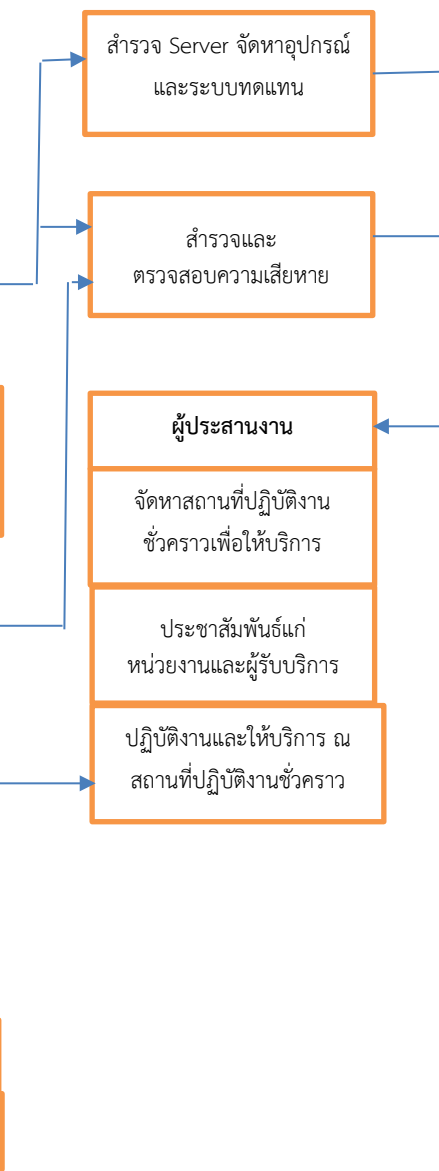 สำรวจ Server จัดหาอุปกรณ์
และระบบทดแทน
สำรวจและ
ตรวจสอบความเสียหาย
ผู้ประสานงาน
จัดหาสถานที่ปฏิบัติงาน
ชั่วคราวเพื่อให้บริการ
ประชาสัมพันธ์แก่
หน่วยงานและผู้รับบริการ
ปฏิบัติงานและให้บริการ ณ
สถานที่ปฏิบัติงานชั่วคราว